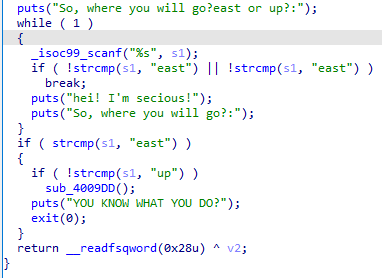 puts("So, where you will go?east or up?:");
while ( 1 )
{
_isoc99_scanf("%s", s1);
if ( !strcmp(s1, "east") || !strcmp(s1, "east") )
break;
puts("hei! I'm secious!");
puts("So, where you will go?:");
}
if ( strcmp(s1, "east") )
{
if ( !strcmp(s1, "up") )
sub_4009DD();
puts("YOU KNOW WHAT YOU DO?");
exit(0);
}
return __readfsqword(0x28u) ^ v2;
}